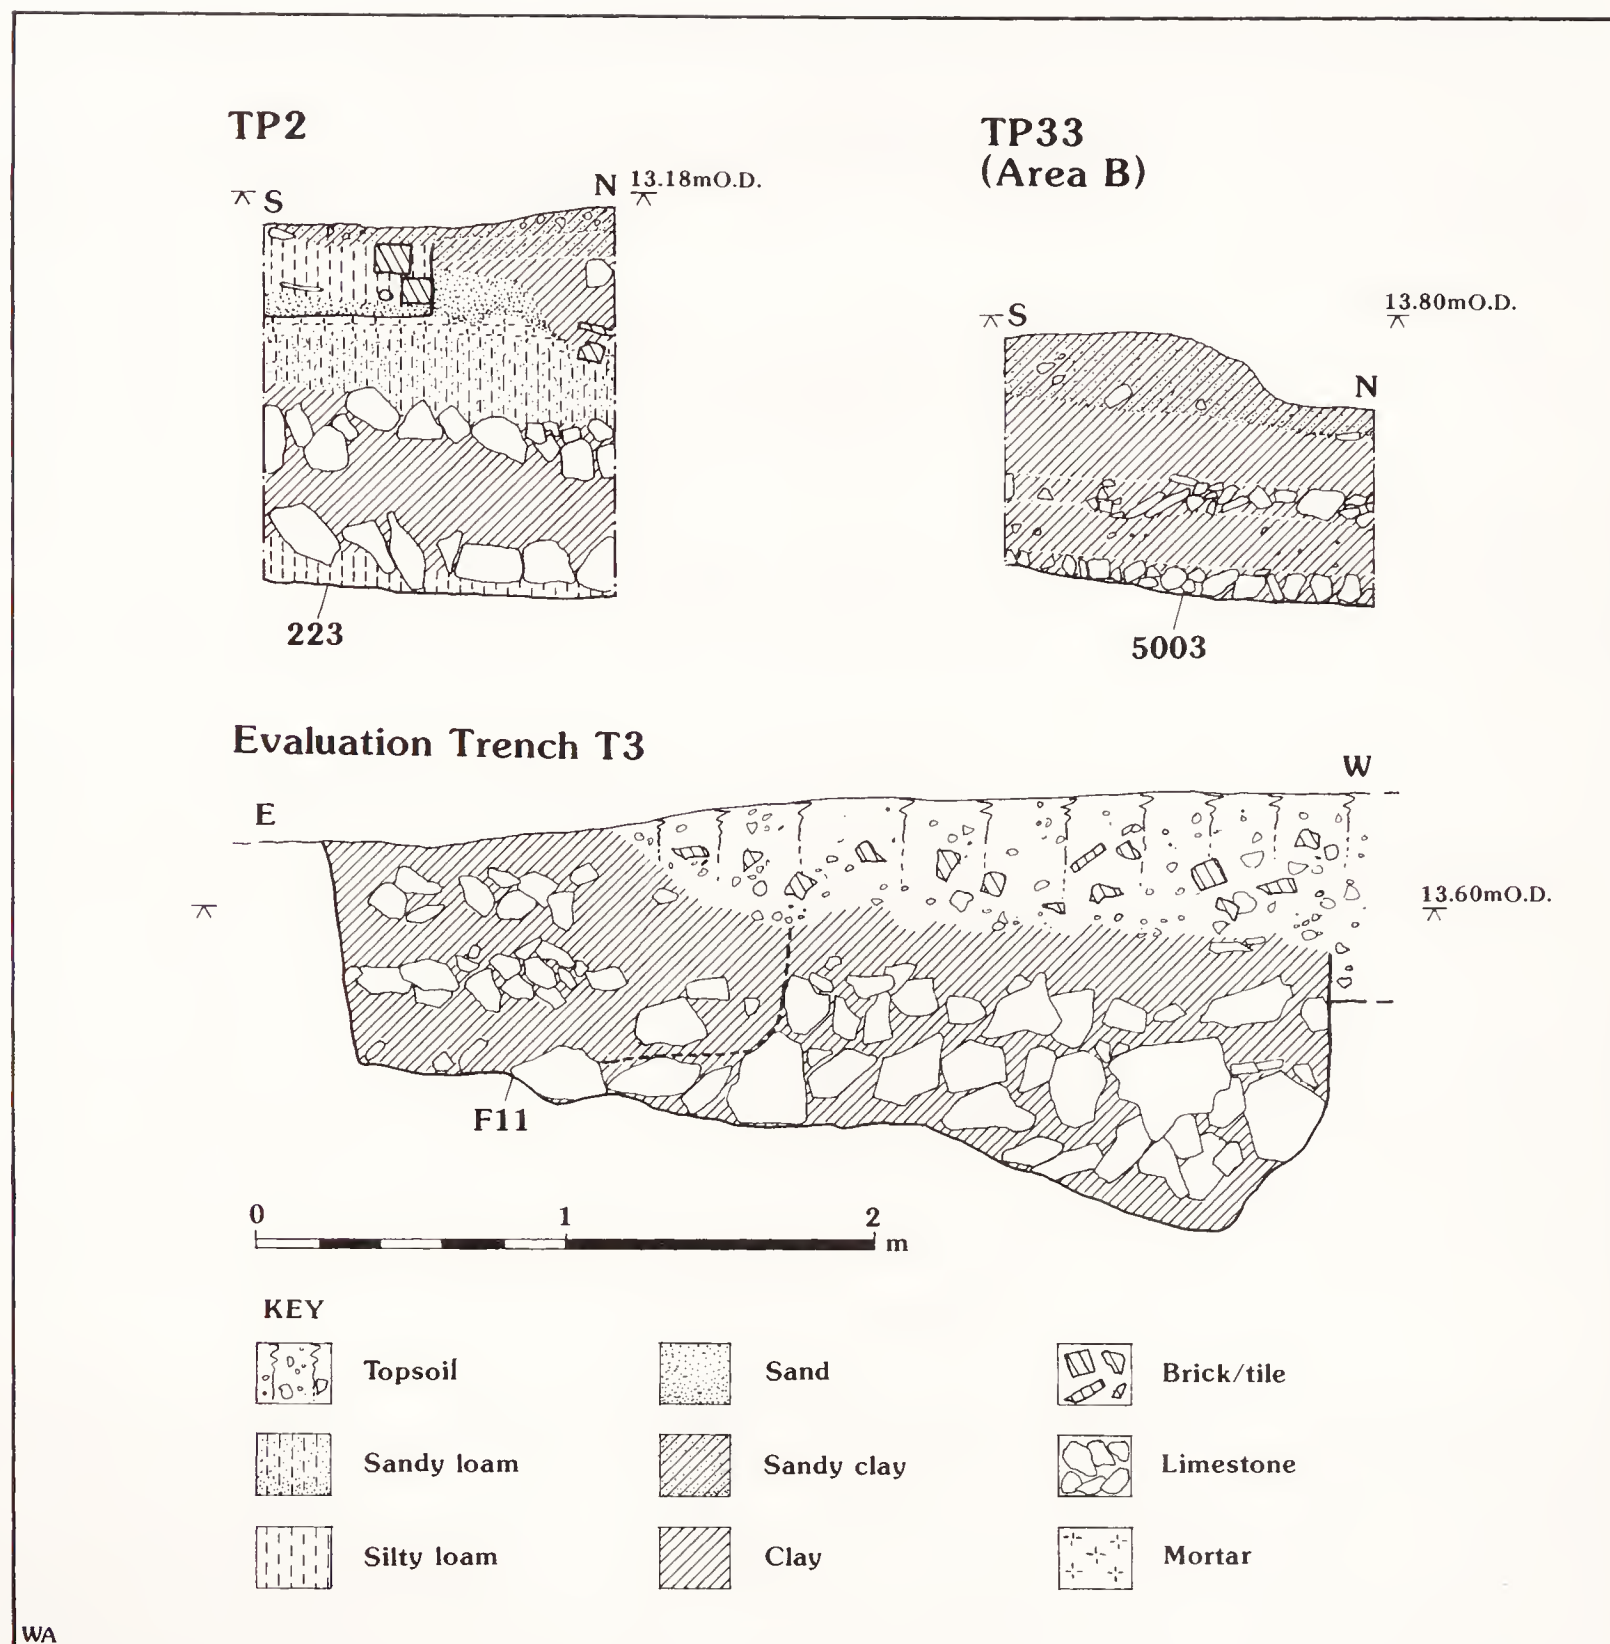 TP2
S
N 13.18mO.D.
TP33
(Area B)
S
13.80mO.D.
N
223
5003
Evaluation Trench T3
E
W
13.60mO.D.
F11
0 1 2
m
KEY
Topsoil
Sand
Brick/tile
Sandy loam
Sandy clay
Limestone
Silty loam
Clay
Mortar
WA